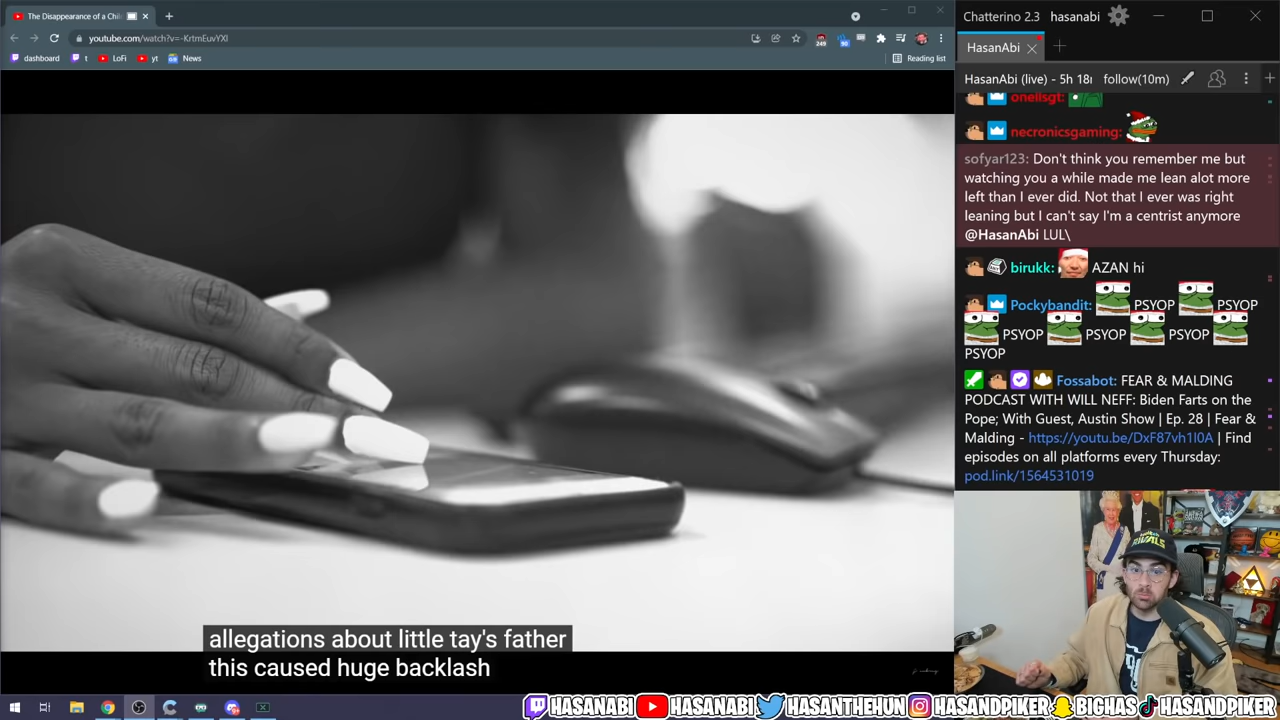 The Disappearance of a Chil
youtube.com/watch?v=-KrtmEuvYXI
dashboard
t
LoFi
yt
News
Reading list
249
90
allegations about little tay's father
this caused huge backlash
Chatterino 2.3
hasanabi
HasanAbi
HasanAbi (live) - 5h 18r
follow(10m)
onellsgt:
necronicsgaming:
sofyar123: Don't think you remember me but
watching you a while made me lean alot more
left than I ever did. Not that I ever was right
leaning but I can't say I'm a centrist anymore
@HasanAbi LUL\
birukk: AZAN hi
Pockybandit: PSYOP PSYOP
PSYOP PSYOP PSYOP
PSYOP
Fossabot: FEAR & MALDING
PODCAST WITH WILL NEFF: Biden Farts on the
Pope; With Guest, Austin Show | Ep. 28 | Fear &
Malding - https://youtu.be/DxF87vh1I0A | Find
episodes on all platforms every Thursday:
pod.link/1564531019
RIVALS
HASANABI HASANABI HASANTHEHUN HASANDPIKER BIGHAS HASANDPIKER